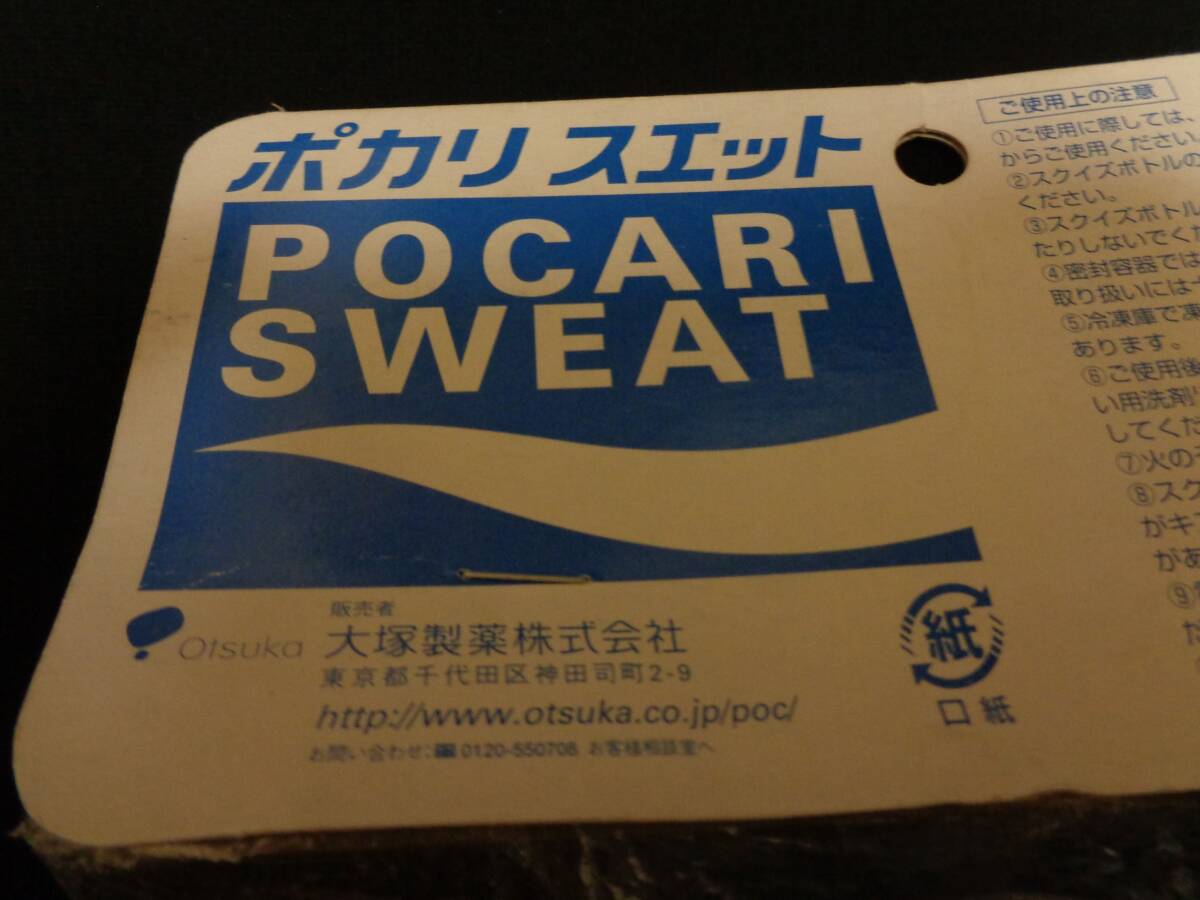 ポカリスエット
POCARI
SWEAT
Otsuka
販売者
大塚製薬株式会社
東京都千代田区神田司町2-9
http://www.otsuka.co.jp/poc/
お問い合わせ: 0120-550708 お客様相談室へ
紙
口紙
ご使用上の注意
①ご使用に際しては、
からご使用ください
②スクイズボトルの
ください。
③スクイズボトル
たりしないでくだ
④密封容器では
取り扱いには
⑤冷凍庫で凍
あります。
⑥ご使用後
い用洗剤
してくだ
⑦火の
⑧スク
がキ
があ
⑨